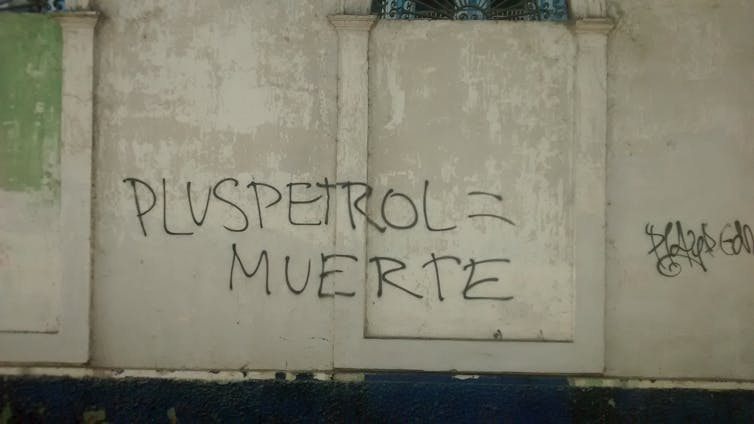 PLUSPETROL =
MUERTE